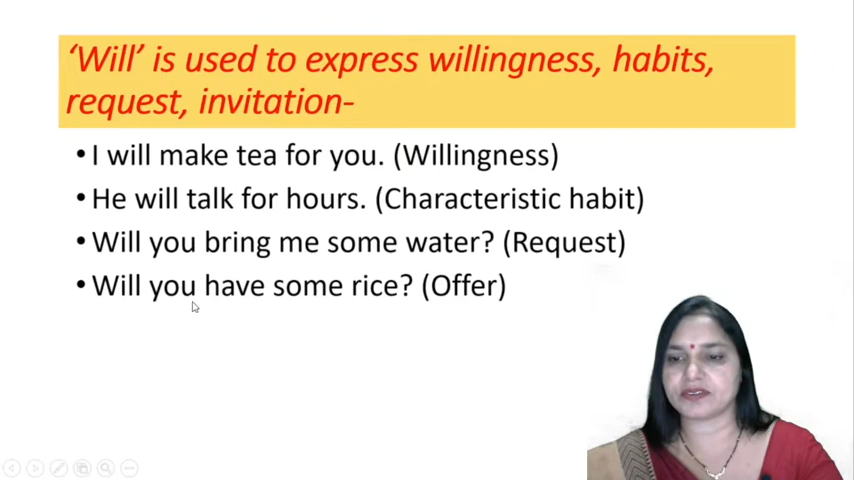 ‘Will’ is used to express willingness, habits,
request, invitation-
•I will make tea for you. (Willingness)
•He will talk for hours. (Characteristic habit)
•Will you bring me some water? (Request)
•Will you have some rice? (Offer)